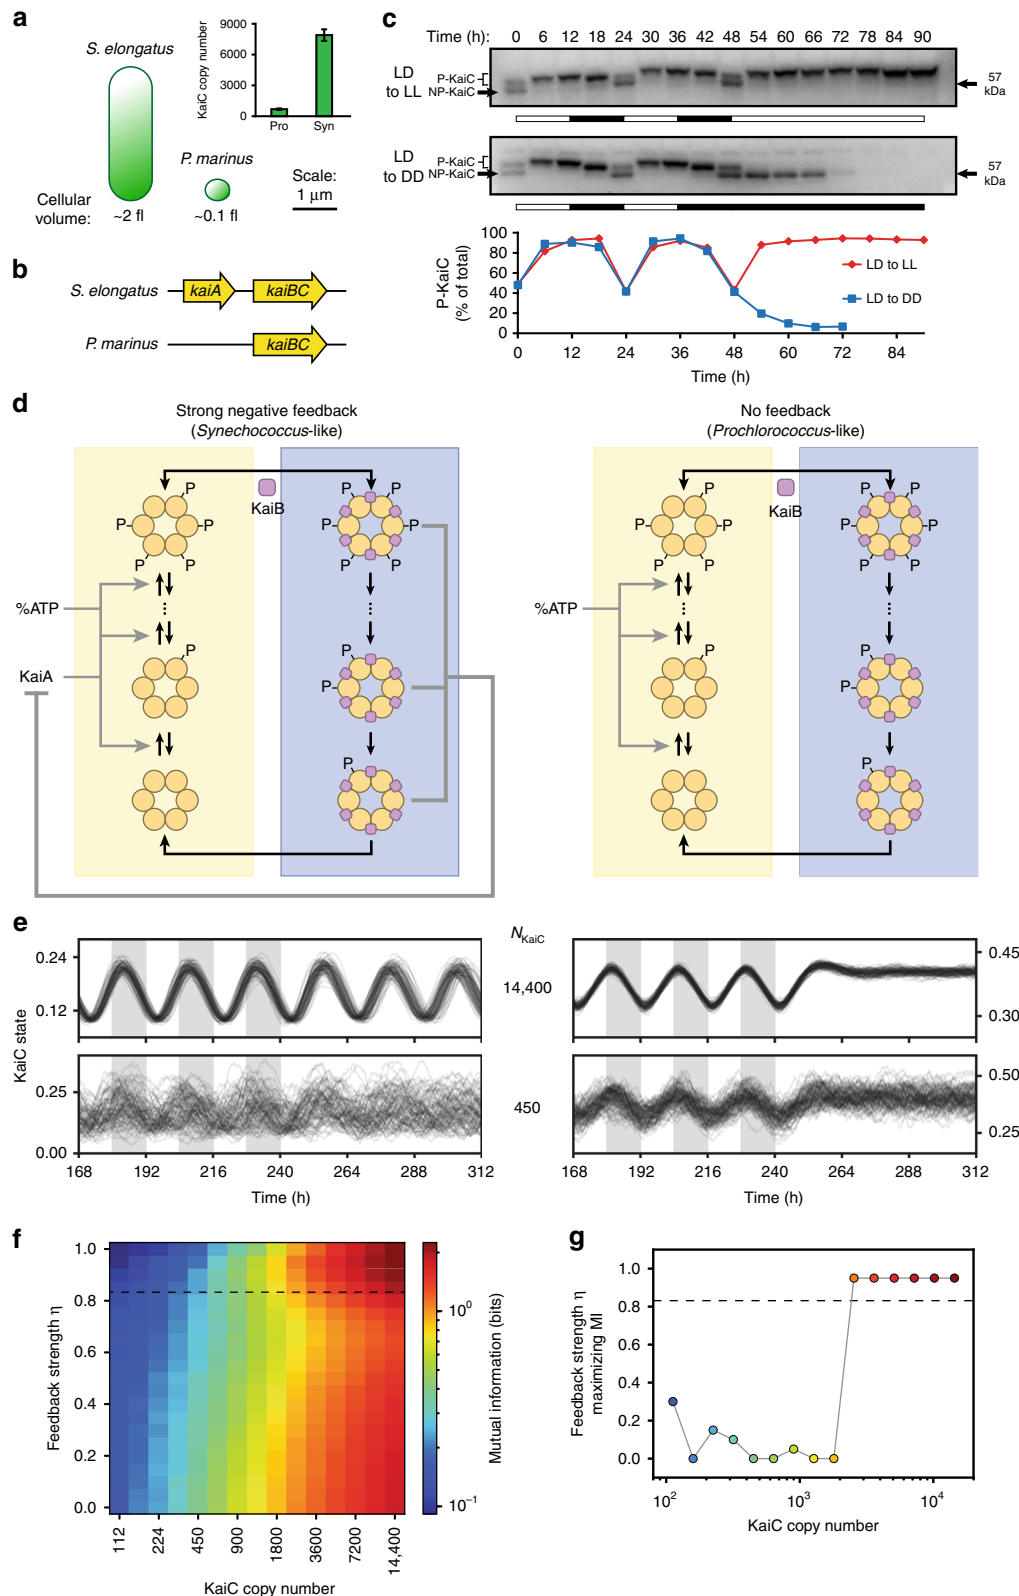 a
S. elongatus
P. marinus
Cellular volume:
~2 fl
~0.1 fl
Scale:
1 μm
KaiC copy number
9000
6000
3000
0
Pro
Syn
b
S. elongatus
kaiA
kaiBC
P. marinus
kaiBC
c
Time (h): 0 6 12 18 24 30 36 42 48 54 60 66 72 78 84 90
LD to LL
P-KaiC
NP-KaiC
57 kDa
LD to DD
P-KaiC
NP-KaiC
57 kDa
P-KaiC (% of total)
100
80
60
40
20
0
LD to LL
LD to DD
0 12 24 36 48 60 72 84
Time (h)
d
Strong negative feedback
(Synechococcus-like)
P
P
P
P
P
KaiB
P
P
P
P
P
P
%ATP
KaiA
P
P
P
P
No feedback
(Prochlorococcus-like)
P
P
P
P
P
KaiB
P
P
P
P
P
P
%ATP
P
P
P
P
e
KaiC state
0.24
0.12
0.25
0.00
168 192 216 240 264 288 312
Time (h)
NKaiC
14,400
450
0.45
0.30
0.50
0.25
168 192 216 240 264 288 312
Time (h)
f
Feedback strength η
1.0
0.8
0.6
0.4
0.2
0.0
112 224 450 900 1800 3600 7200 14,400
KaiC copy number
10⁰
10⁻¹
Mutual information (bits)
g
Feedback strength η
maximizing MI
1.0
0.8
0.6
0.4
0.2
0.0
10² 10³ 10⁴
KaiC copy number